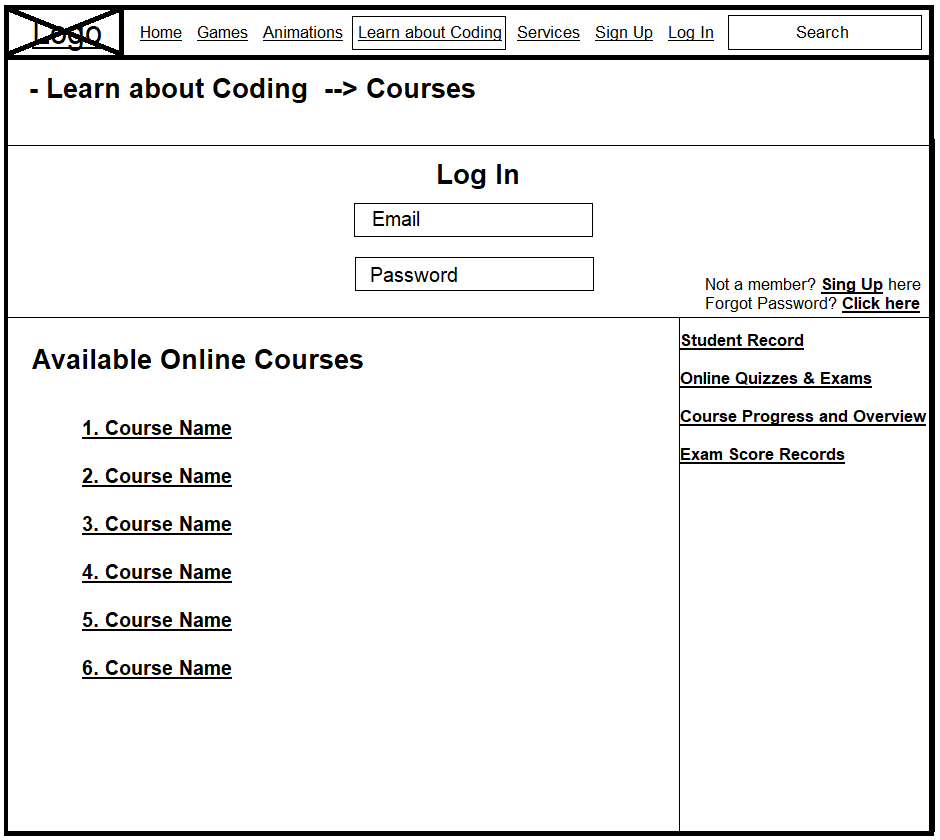 Logo Home Games Animations Learn about Coding Services Sign Up Log In Search
- Learn about Coding --> Courses
Log In
Email
Password
Not a member? Sing Up here
Forgot Password? Click here
Available Online Courses
1. Course Name
2. Course Name
3. Course Name
4. Course Name
5. Course Name
6. Course Name
Student Record
Online Quizzes & Exams
Course Progress and Overview
Exam Score Records